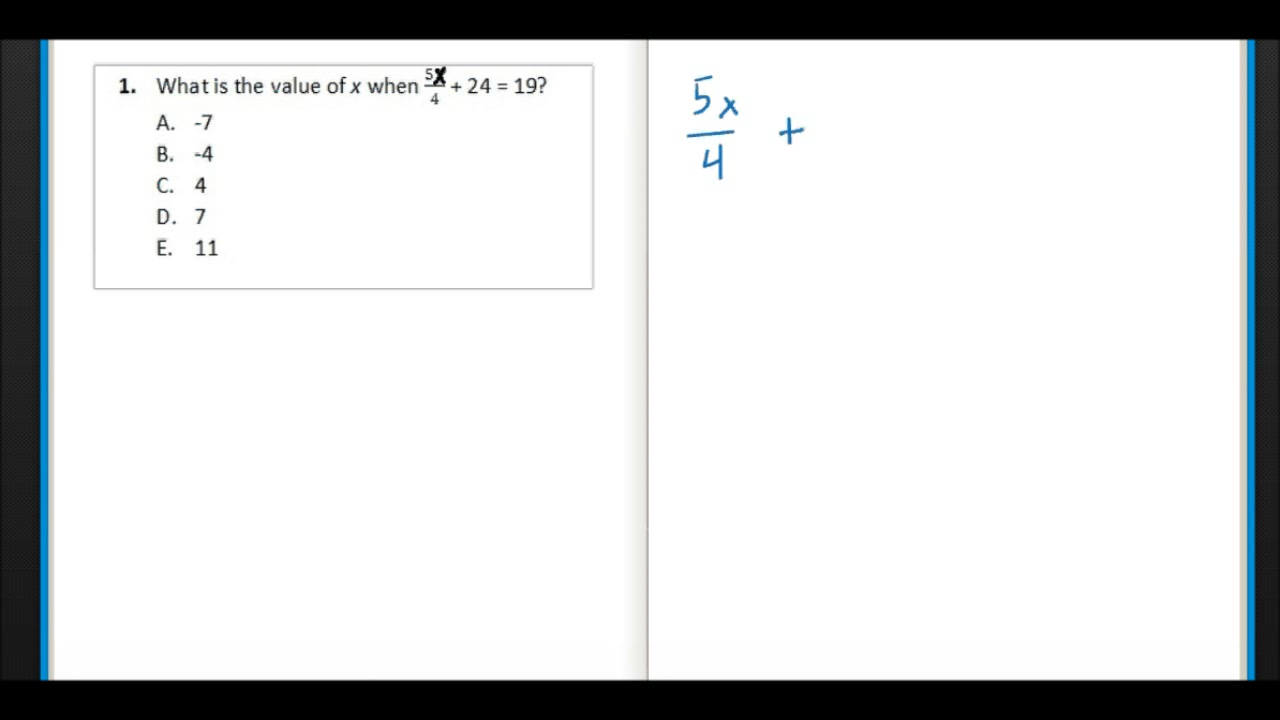 1. What is the value of x when 5x/4 + 24 = 19?
A. -7
B. -4
C. 4
D. 7
E. 11
5x/4 +